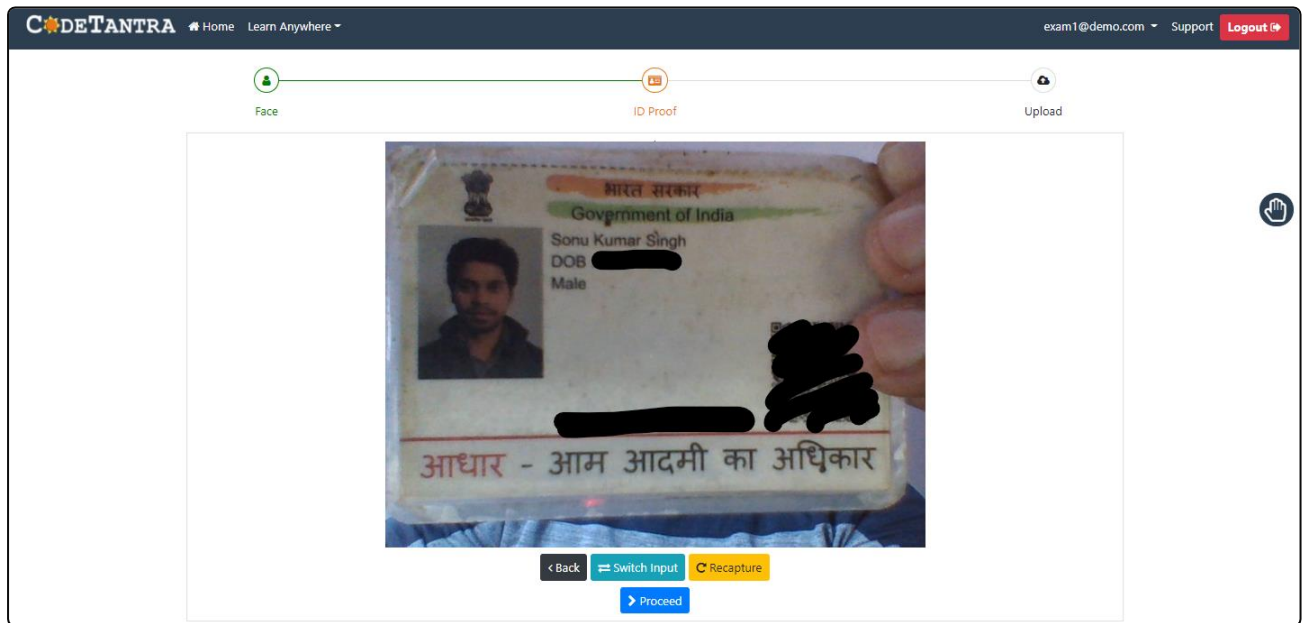 CODETANTRA Home Learn Anywhere exam1@demo.com Support Logout
Face ID Proof Upload
भारत सरकार
Government of India
Sonu Kumar Singh
DOB
Male
आधार - आम आदमी का अधिकार
Back Switch Input Recapture
Proceed